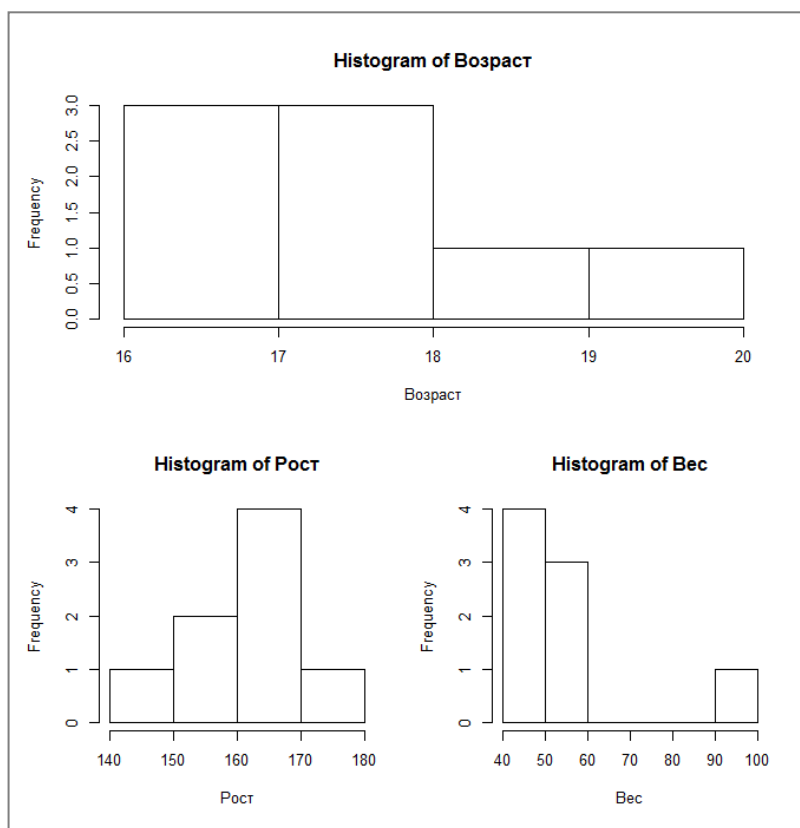 Histogram of Возраст
3.0
2.5
2.0
1.5
1.0
0.5
0.0
Frequency
16 17 18 19 20
Возраст
Histogram of Рост
4
3
2
1
0
Frequency
140 150 160 170 180
Рост
Histogram of Вес
4
3
2
1
0
Frequency
40 50 60 70 80 90 100
Вес